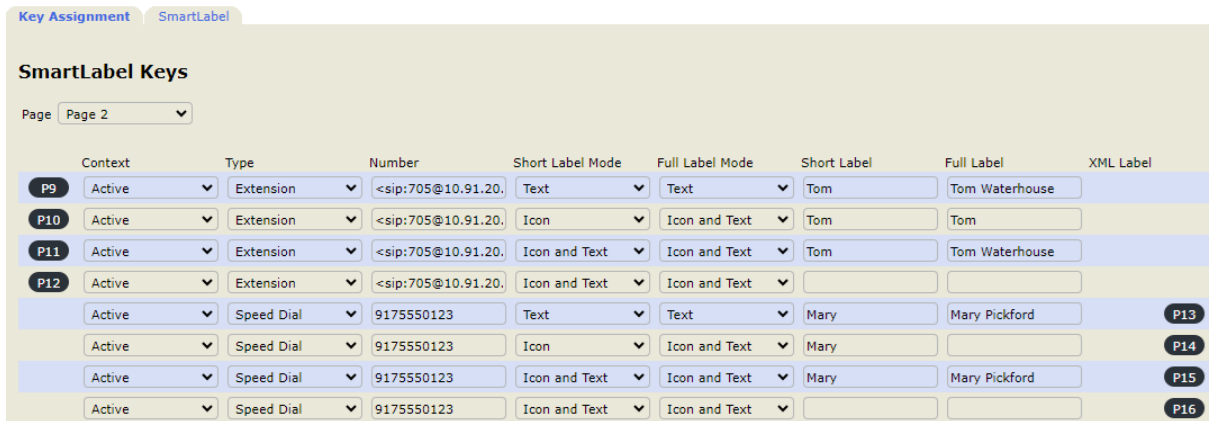 Key Assignment SmartLabel
SmartLabel Keys
Page Page 2
Context Type Number Short Label Mode Full Label Mode Short Label Full Label XML Label
P9 Active Extension <sip:705@10.91.20. Text Text Tom Tom Waterhouse
P10 Active Extension <sip:705@10.91.20. Icon Icon and Text Tom Tom
P11 Active Extension <sip:705@10.91.20. Icon and Text Icon and Text Tom Tom Waterhouse
P12 Active Extension <sip:705@10.91.20. Icon and Text Icon and Text
Active Speed Dial 9175550123 Text Text Mary Mary Pickford P13
Active Speed Dial 9175550123 Icon Icon and Text Mary P14
Active Speed Dial 9175550123 Icon and Text Icon and Text Mary Mary Pickford P15
Active Speed Dial 9175550123 Icon and Text Icon and Text P16